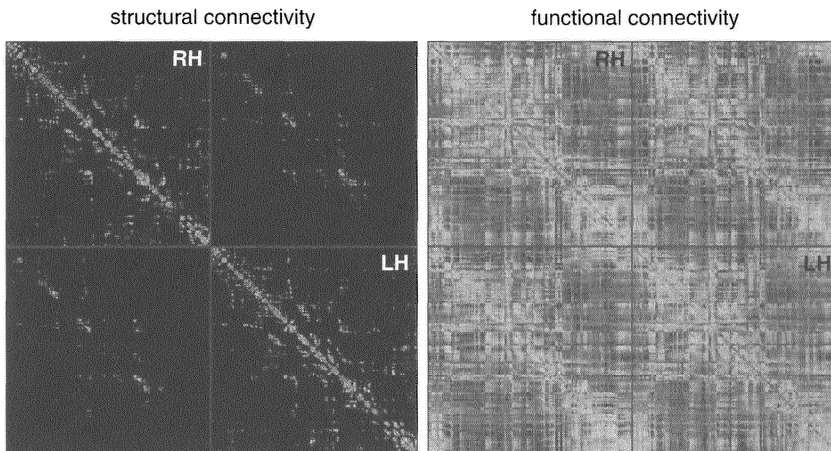 structural connectivity
functional connectivity
RH
RH
LH
LH